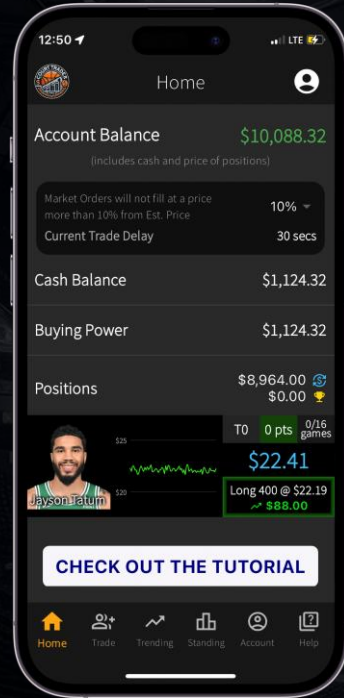 12:50
LTE
COURT TRADER
Home
Account Balance
$10,088.32
(includes cash and price of positions)
Market Orders will not fill at a price
more than 10% from Est. Price
10%
Current Trade Delay
30 secs
Cash Balance
$1,124.32
Buying Power
$1,124.32
Positions
$8,964.00
$0.00
T0
0 pts
0/16
games
$25
$20
$22.41
Jayson Tatum
Long 400 @ $22.19
$88.00
CHECK OUT THE TUTORIAL
Home
Trade
Trending
Standing
Account
Help